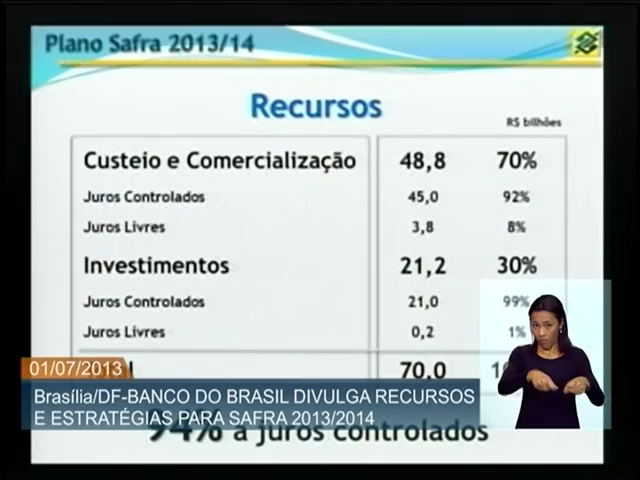 Plano Safra 2013/14
Recursos
R$ bilhões
Custeio e Comercialização 48,8 70%
Juros Controlados 45,0 92%
Juros Livres 3,8 8%
Investimentos 21,2 30%
Juros Controlados 21,0 99%
Juros Livres 0,2 1%
70,0
01/07/2013
Brasília/DF-BANCO DO BRASIL DIVULGA RECURSOS
E ESTRATÉGIAS PARA SAFRA 2013/2014
94% a juros controlados